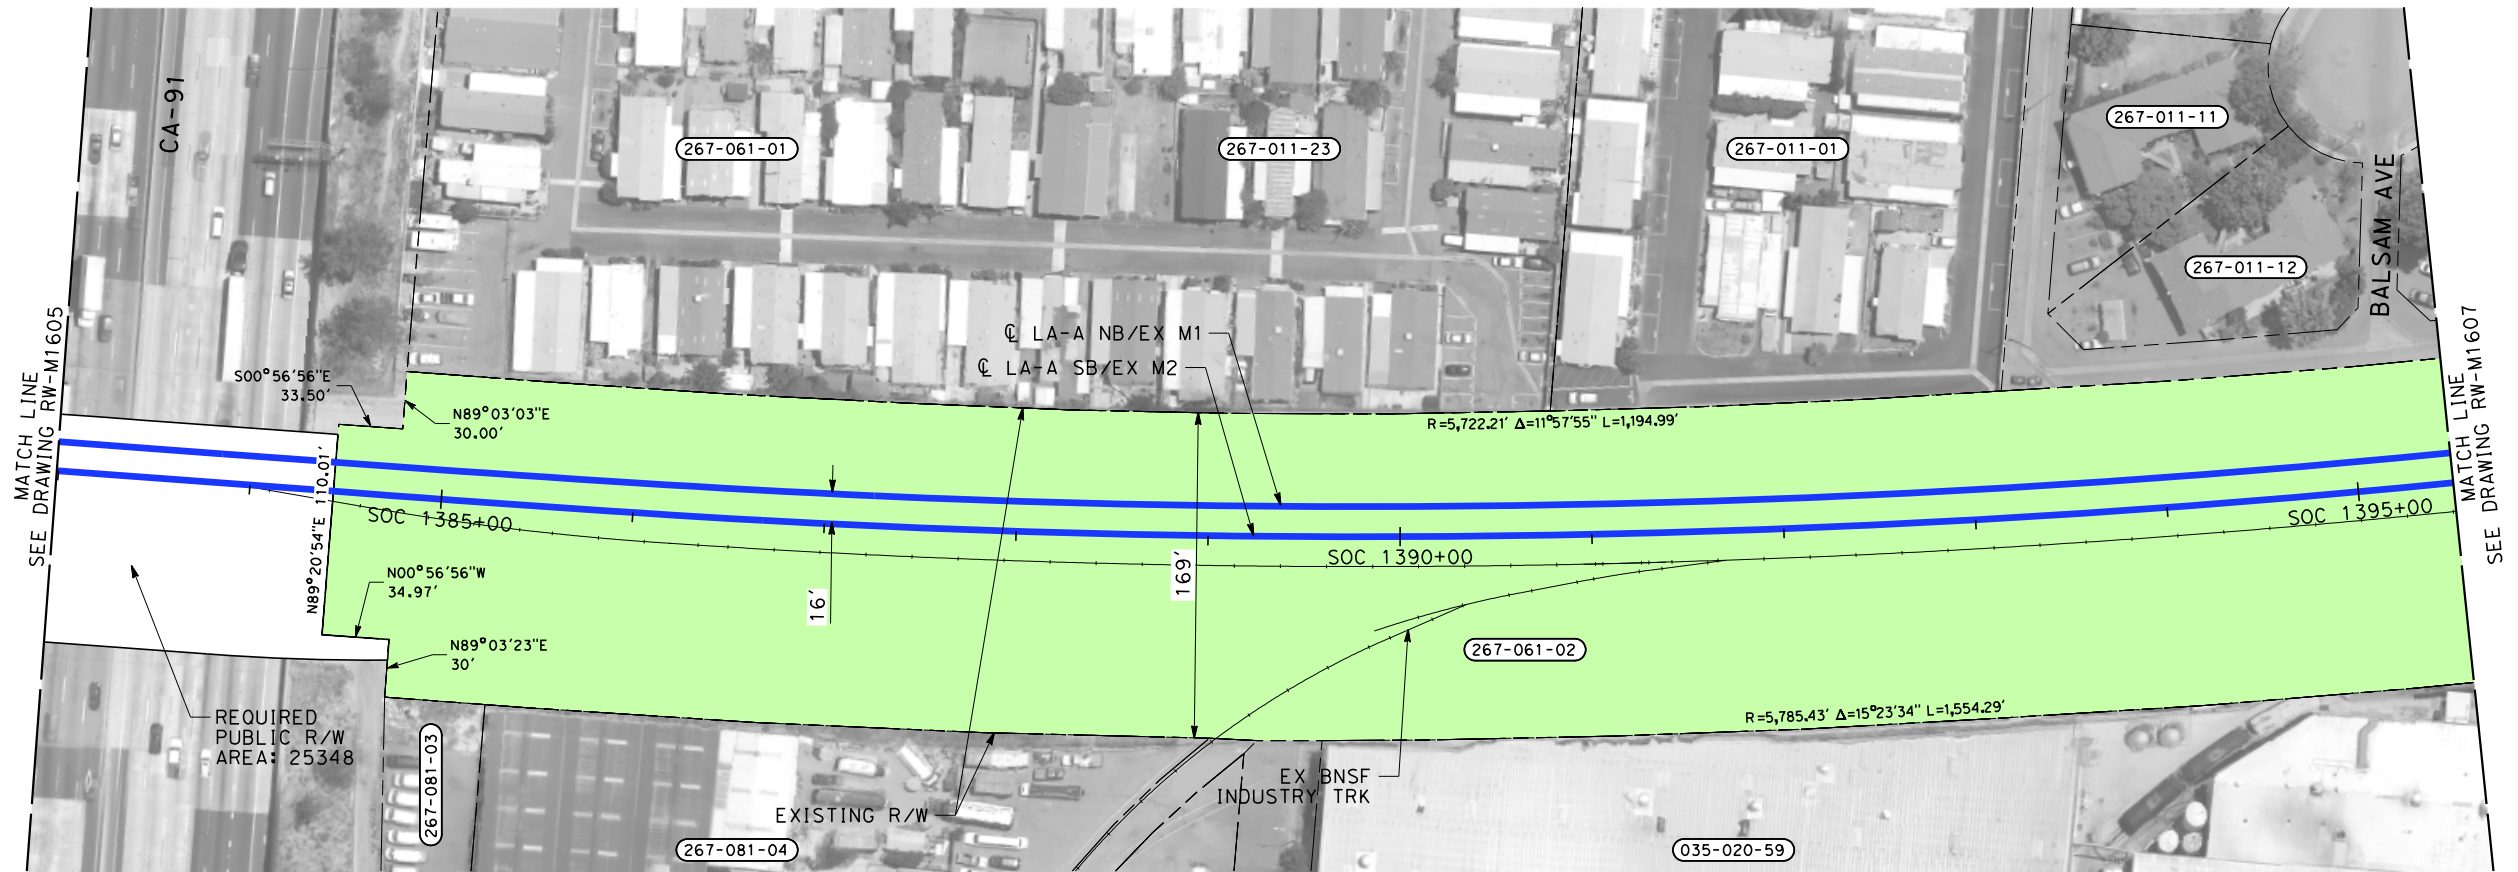 CA-91
267-061-01
267-011-23
267-011-01
267-011-11
267-011-12
BALSAM AVE
MATCH LINE
SEE DRAWING RW-M1605
MATCH LINE
SEE DRAWING RW-M1607
℄ LA-A NB/EX M1
℄ LA-A SB/EX M2
S00°56'56"E
33.50'
N89°03'03"E
30.00'
R=5,722.21' Δ=11°57'55" L=1,194.99'
N89°20'54"E 110.01'
SOC 1385+00
SOC 1390+00
SOC 1395+00
16'
169'
N00°56'56"W
34.97'
N89°03'23"E
30'
267-061-02
R=5,785.43' Δ=15°23'34" L=1,554.29'
REQUIRED
PUBLIC R/W
AREA: 25348
267-081-03
EXISTING R/W
EX BNSF
INDUSTRY TRK
267-081-04
035-020-59